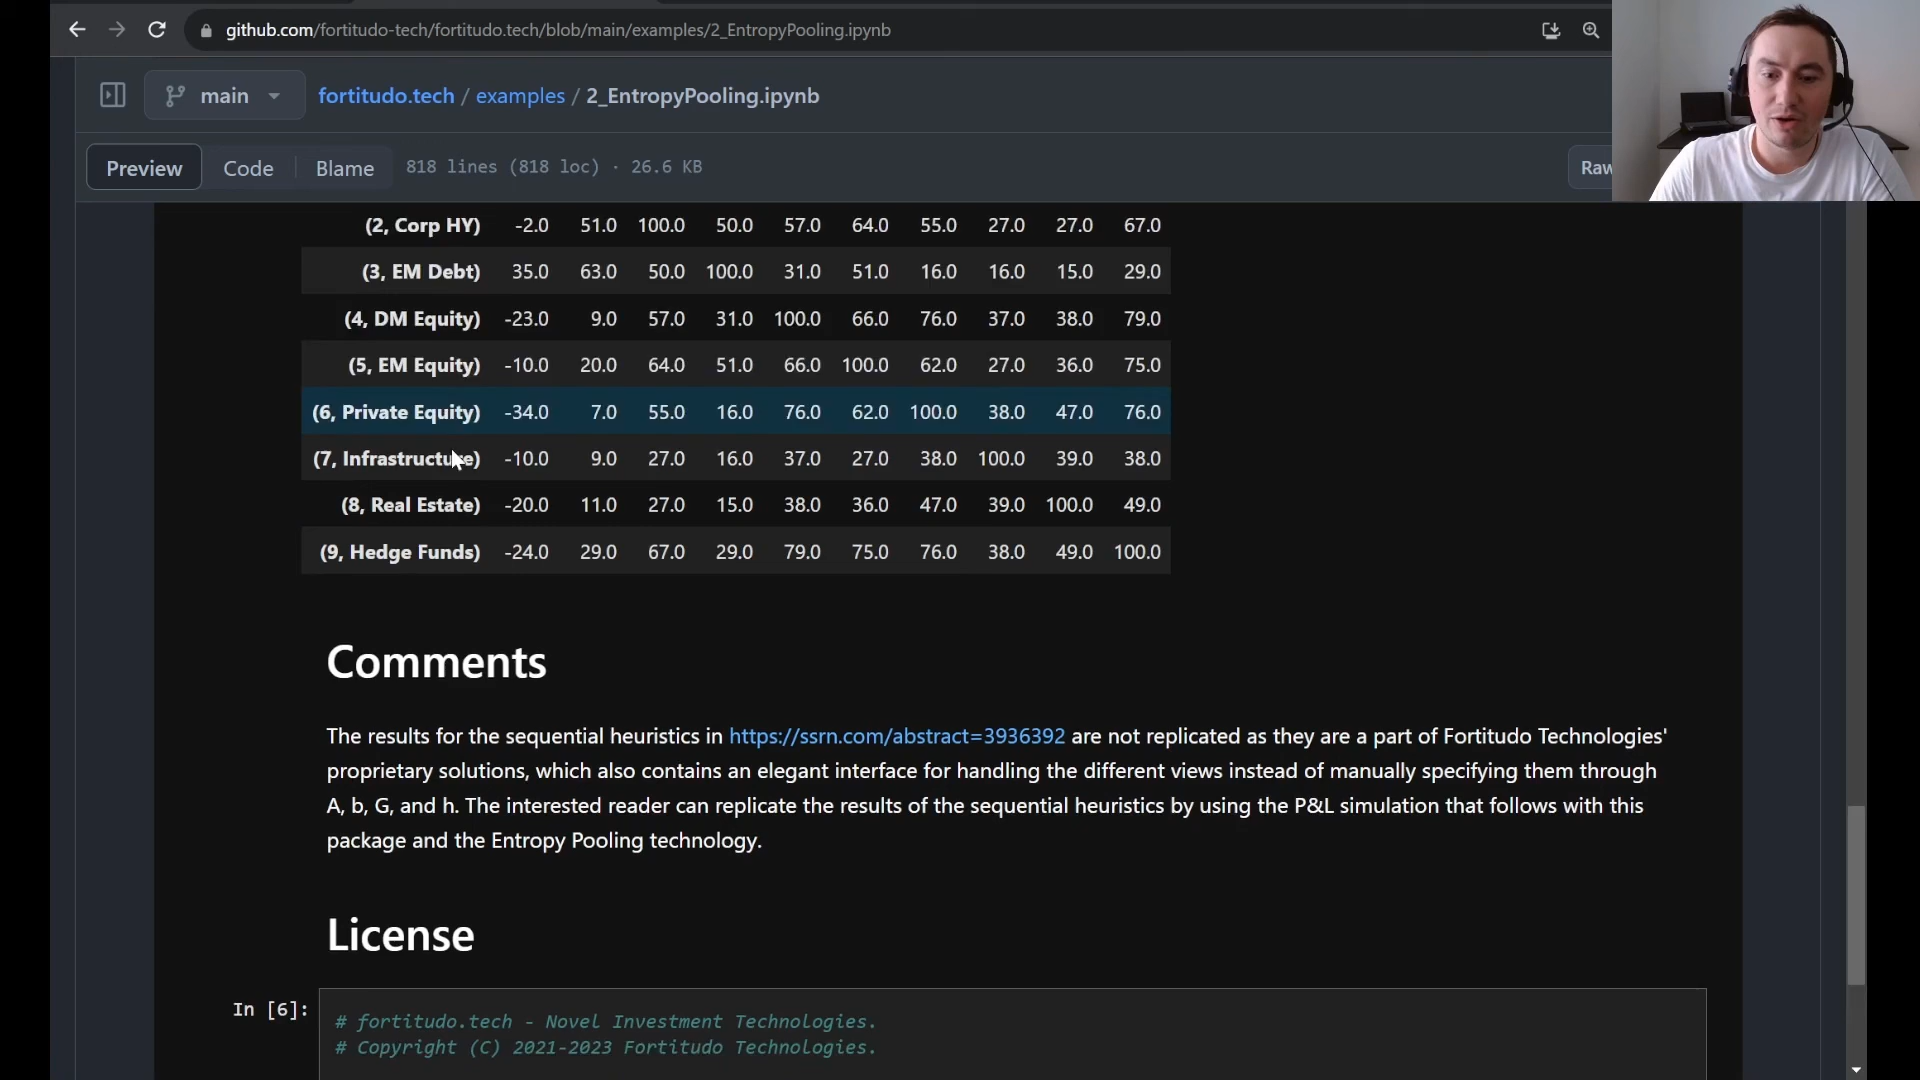 github.com/fortitudo-tech/fortitudo.tech/blob/main/examples/2_EntropyPooling.ipynb
main fortitudo.tech / examples / 2_EntropyPooling.ipynb
Preview Code Blame 818 lines (818 loc) · 26.6 KB Raw
(2, Corp HY) -2.0 51.0 100.0 50.0 57.0 64.0 55.0 27.0 27.0 67.0
(3, EM Debt) 35.0 63.0 50.0 100.0 31.0 51.0 16.0 16.0 15.0 29.0
(4, DM Equity) -23.0 9.0 57.0 31.0 100.0 66.0 76.0 37.0 38.0 79.0
(5, EM Equity) -10.0 20.0 64.0 51.0 66.0 100.0 62.0 27.0 36.0 75.0
(6, Private Equity) -34.0 7.0 55.0 16.0 76.0 62.0 100.0 38.0 47.0 76.0
(7, Infrastructure) -10.0 9.0 27.0 16.0 37.0 27.0 38.0 100.0 39.0 38.0
(8, Real Estate) -20.0 11.0 27.0 15.0 38.0 36.0 47.0 39.0 100.0 49.0
(9, Hedge Funds) -24.0 29.0 67.0 29.0 79.0 75.0 76.0 38.0 49.0 100.0
Comments
The results for the sequential heuristics in https://ssrn.com/abstract=3936392 are not replicated as they are a part of Fortitudo Technologies'
proprietary solutions, which also contains an elegant interface for handling the different views instead of manually specifying them through
A, b, G, and h. The interested reader can replicate the results of the sequential heuristics by using the P&L simulation that follows with this
package and the Entropy Pooling technology.
License
In [6]:
# fortitudo.tech - Novel Investment Technologies.
# Copyright (C) 2021-2023 Fortitudo Technologies.